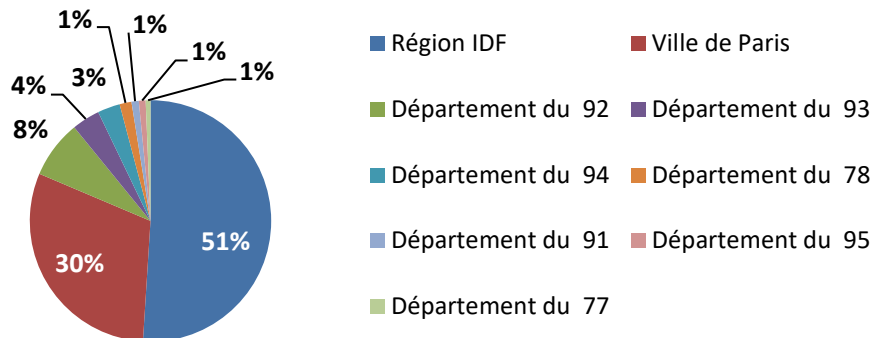 1%
1%
1%
1%
3%
4%
8%
51%
30%
Région IDF
Ville de Paris
Département du 92
Département du 93
Département du 94
Département du 78
Département du 91
Département du 95
Département du 77